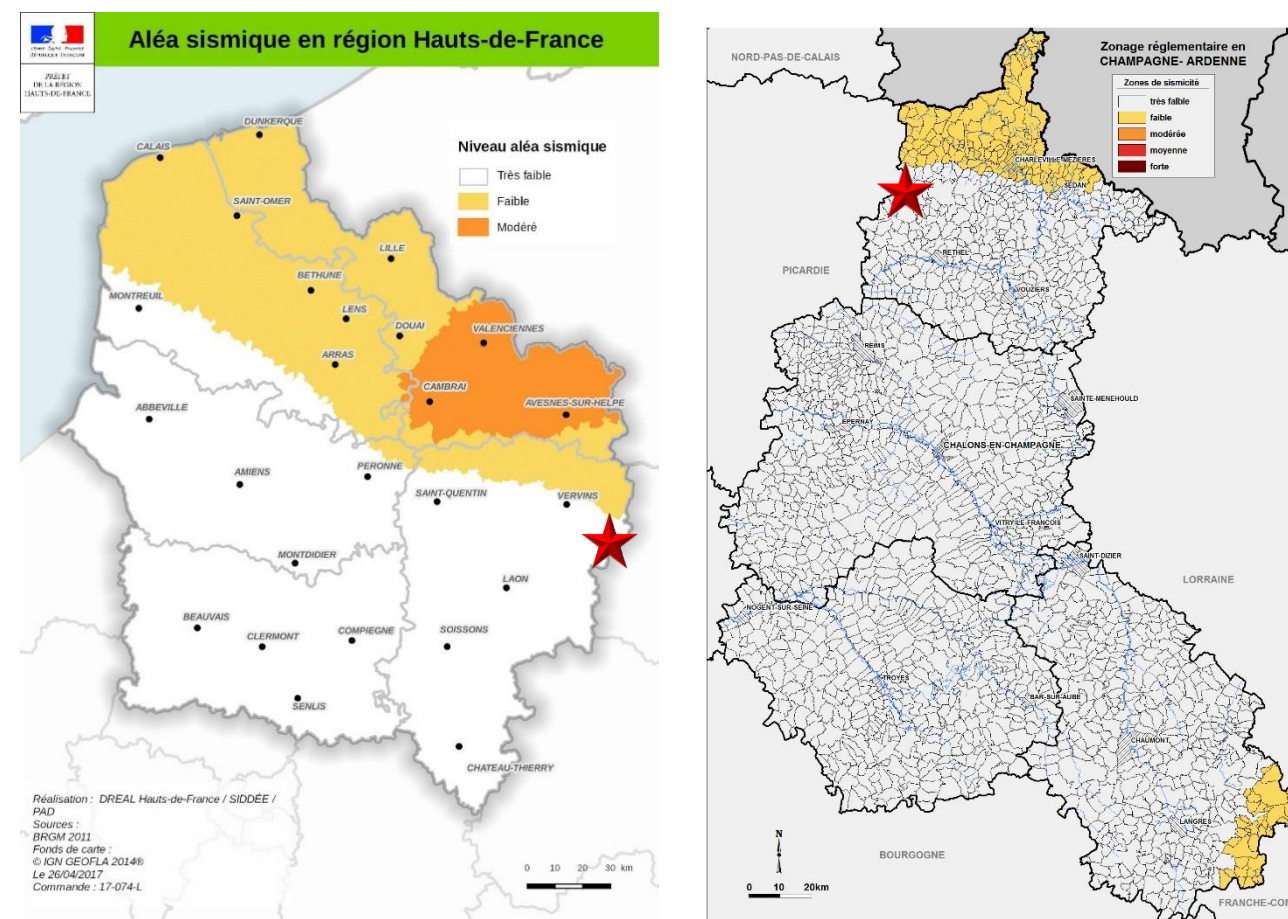 Aléa sismique en région Hauts-de-France
Liberté • Égalité • Fraternité
RÉPUBLIQUE FRANÇAISE
PRÉFET
DE LA RÉGION
HAUTS-DE-FRANCE
Niveau aléa sismique
Très faible
Faible
Modéré
DUNKERQUE
CALAIS
SAINT-OMER
LILLE
BETHUNE
MONTREUIL
LENS
DOUAI
VALENCIENNES
ARRAS
CAMBRAI
AVESNES-SUR-HELPE
ABBEVILLE
AMIENS
PERONNE
SAINT-QUENTIN
VERVINS
MONTDIDIER
LAON
BEAUVAIS
CLERMONT
COMPIEGNE
SOISSONS
SENLIS
CHATEAU-THIERRY
Réalisation : DREAL Hauts-de-France / SIDDÉE /
PAD
Sources :
BRGM 2011
Fonds de carte :
© IGN GEOFLA 2014®
Le 26/04/2017
Commande : 17-074-L
0 10 20 30 km
Zonage réglementaire en
CHAMPAGNE- ARDENNE
Zones de sismicité
très faible
faible
modérée
moyenne
forte
NORD-PAS-DE-CALAIS
CHARLEVILLE-MEZIERES
SEDAN
PICARDIE
RETHEL
VOUZIERS
REIMS
SAINTE-MENEHOULD
EPERNAY
CHALONS-EN-CHAMPAGNE
VITRY-LE-FRANCOIS
SAINT-DIZIER
LORRAINE
NOGENT-SUR-SEINE
TROYES
BAR-SUR-AUBE
CHAUMONT
LANGRES
BOURGOGNE
FRANCHE-CO
N
0 10 20km